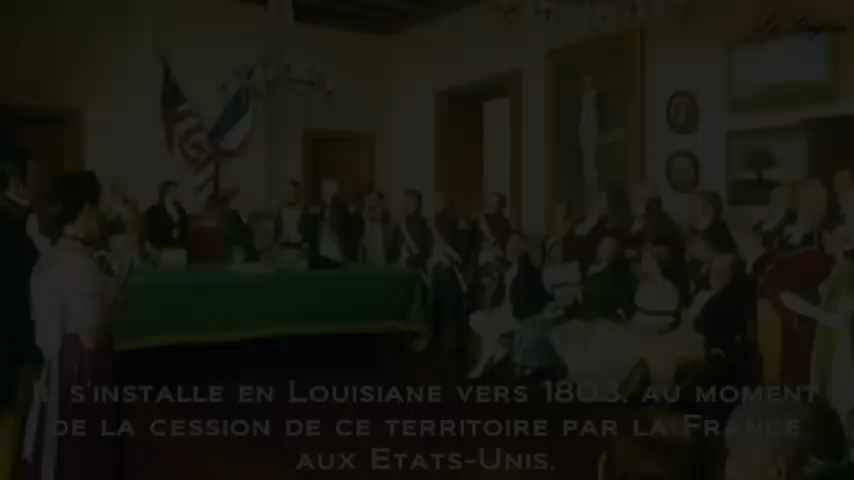 Il s'installe en Louisiane vers 1803, au moment
de la cession de ce territoire par la France
aux Etats-Unis.